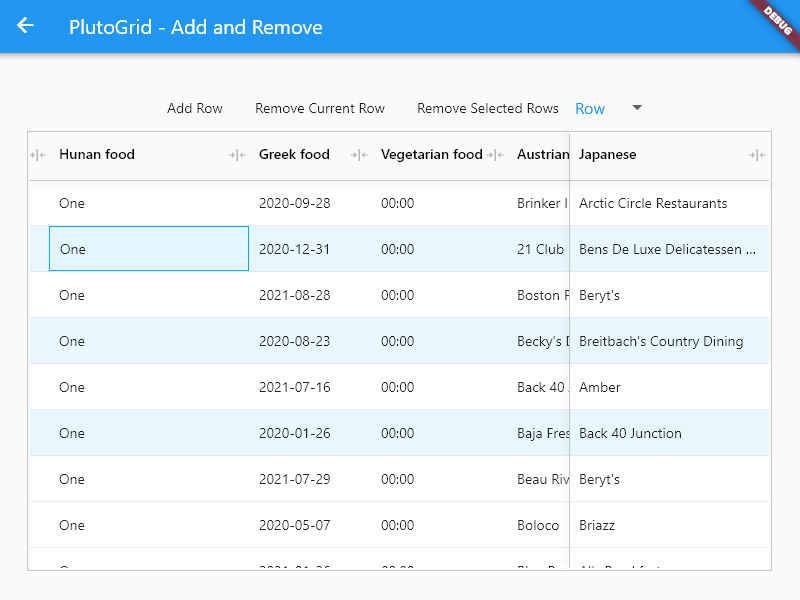 PlutoGrid - Add and Remove
DEBUG
Add Row Remove Current Row Remove Selected Rows Row
Hunan food Greek food Vegetarian food Austrian Japanese
One 2020-09-28 00:00 Brinker Arctic Circle Restaurants
One 2020-12-31 00:00 21 Club Bens De Luxe Delicatessen ...
One 2021-08-28 00:00 Boston Beryt's
One 2020-08-23 00:00 Becky's Breitbach's Country Dining
One 2021-07-16 00:00 Back 40 Amber
One 2020-01-26 00:00 Baja Fres Back 40 Junction
One 2021-07-29 00:00 Beau Riv Beryt's
One 2020-05-07 00:00 Boloco Briazz